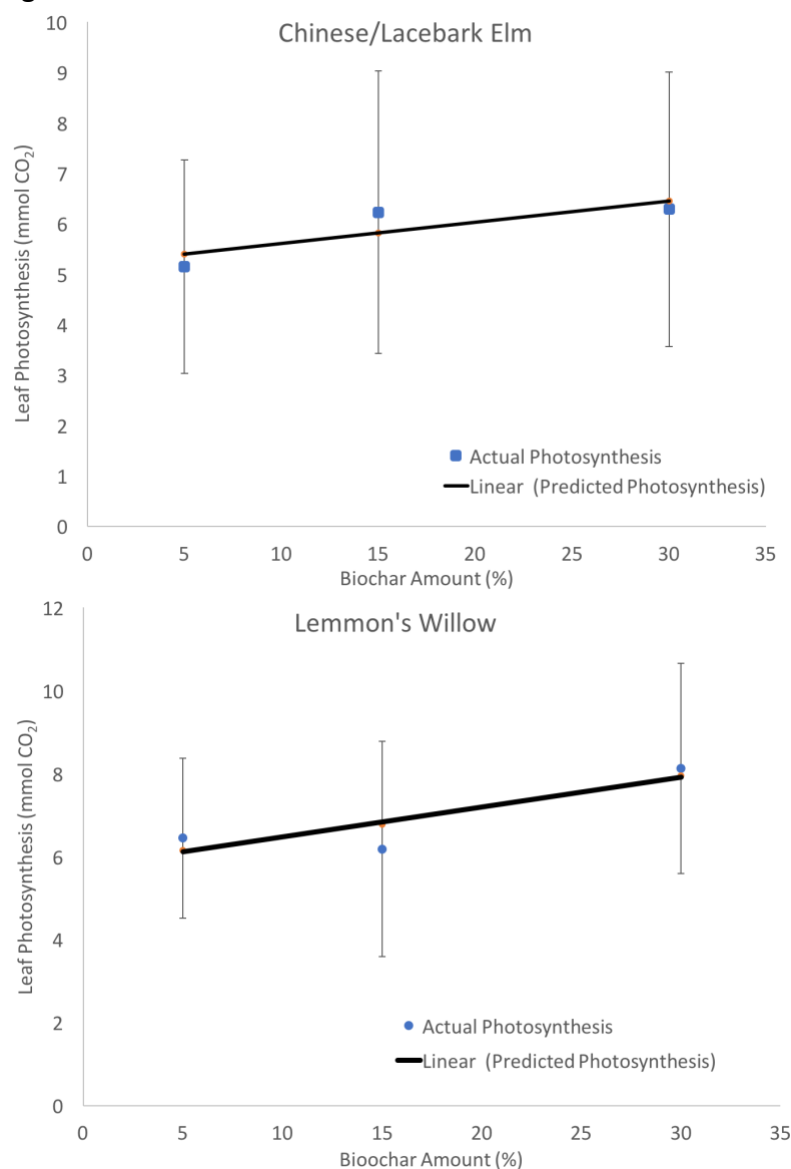 Chinese/Lacebark Elm
10
9
8
7
6
5
4
3
2
1
0
Leaf Photosynthesis (mmol CO₂)
Actual Photosynthesis
Linear (Predicted Photosynthesis)
0 5 10 15 20 25 30 35
Biochar Amount (%)
Lemmon's Willow
12
10
8
6
4
2
0
Leaf Photosynthesis (mmol CO₂)
Actual Photosynthesis
Linear (Predicted Photosynthesis)
0 5 10 15 20 25 30 35
Bioochar Amount (%)